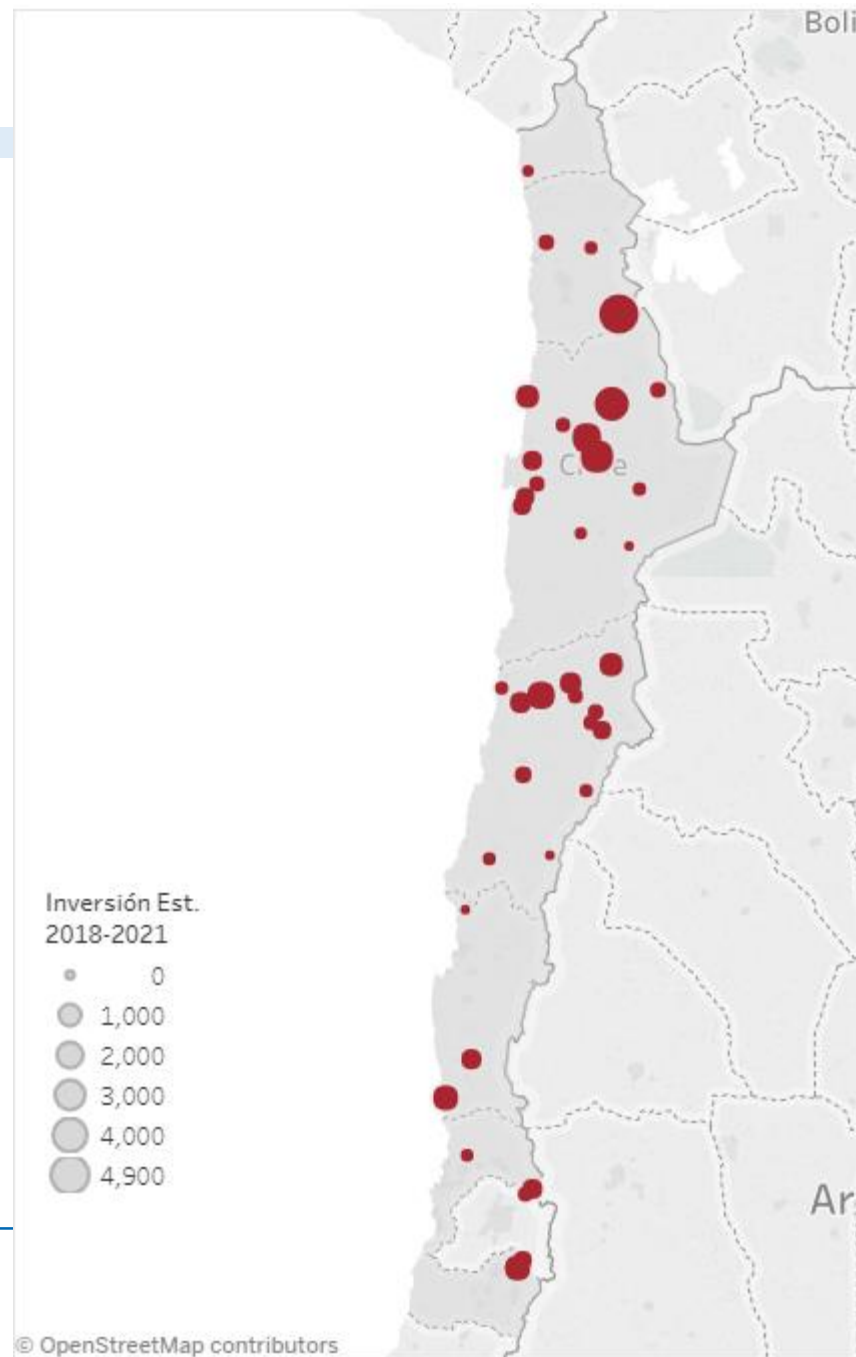 Boli
C
e
Inversión Est.
2018-2021
0
1,000
2,000
3,000
4,000
4,900
Ar
© OpenStreetMap contributors